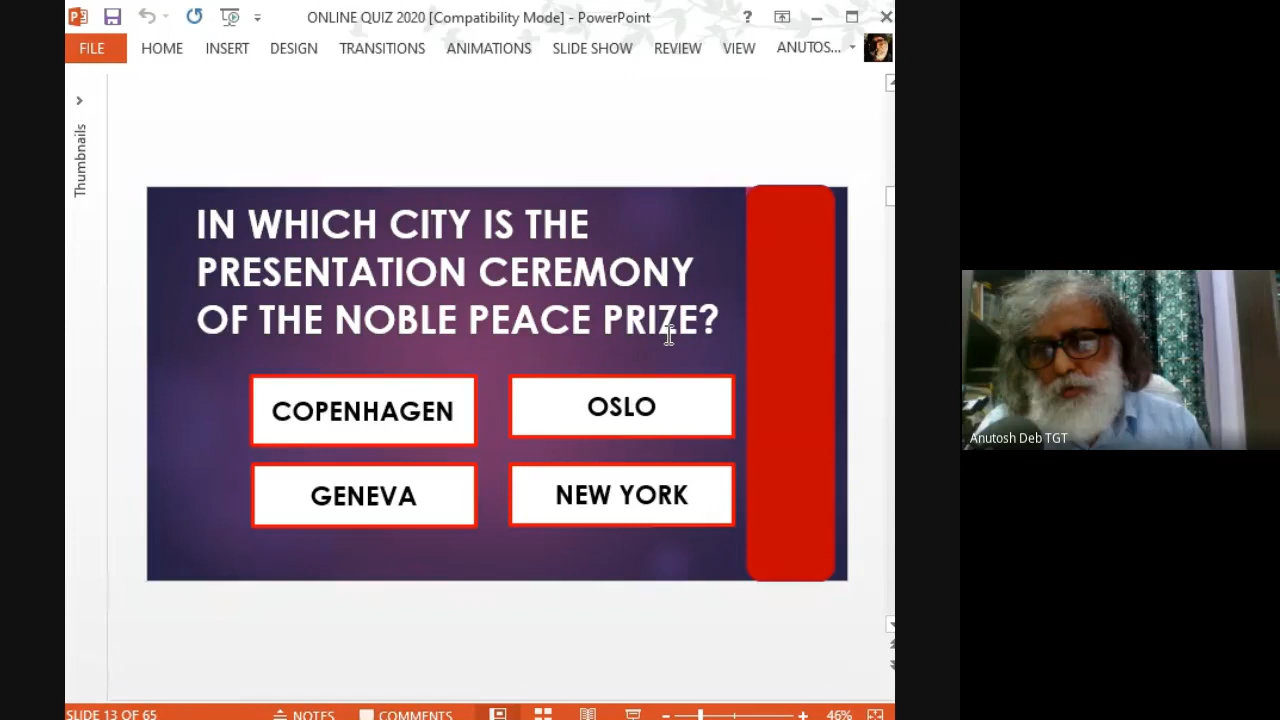 ONLINE QUIZ 2020 [Compatibility Mode] - PowerPoint
?
FILE HOME INSERT DESIGN TRANSITIONS ANIMATIONS SLIDE SHOW REVIEW VIEW ANUTOS...
Thumbnails
IN WHICH CITY IS THE
PRESENTATION CEREMONY
OF THE NOBLE PEACE PRIZE?
COPENHAGEN
OSLO
GENEVA
NEW YORK
Anutosh Deb TGT
SLIDE 13 OF 65
NOTES
COMMENTS
46%